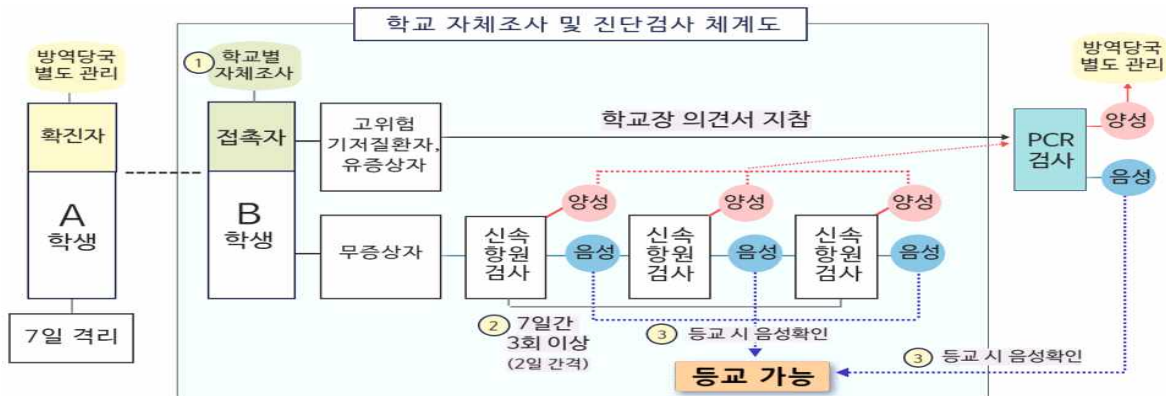 학교 자체조사 및 진단검사 체계도
방역당국
별도 관리
확진자
A
학생
7일 격리
① 학교별
자체조사
접촉자
B
학생
고위험
기저질환자,
유증상자
무증상자
학교장 의견서 지참
신속
항원
검사
양성
음성
신속
항원
검사
양성
음성
신속
항원
검사
양성
음성
② 7일간
3회 이상
(2일 간격)
③ 등교 시 음성확인
등교 가능
방역당국
별도 관리
PCR
검사
양성
음성
③ 등교 시 음성확인